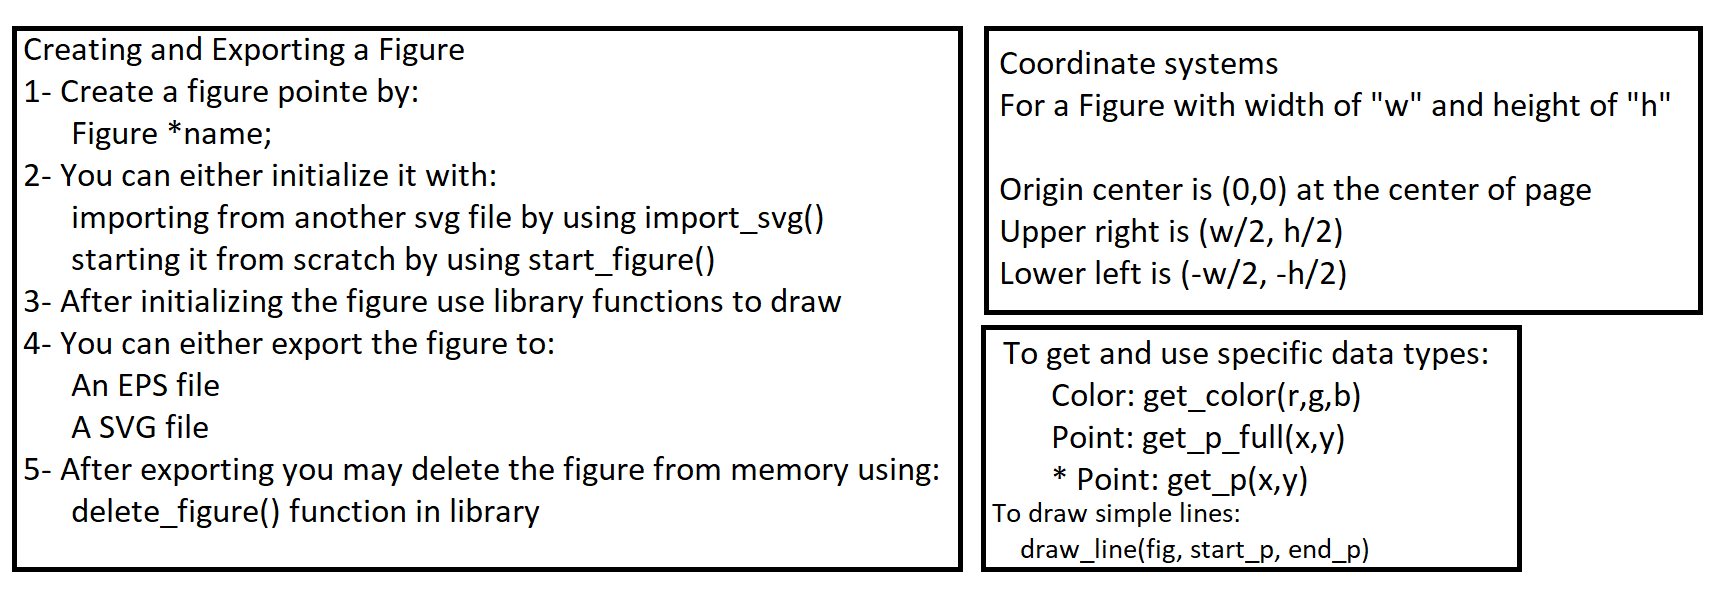 Creating and Exporting a Figure
1- Create a figure pointe by:
Figure *name;
2- You can either initialize it with:
importing from another svg file by using import_svg()
starting it from scratch by using start_figure()
3- After initializing the figure use library functions to draw
4- You can either export the figure to:
An EPS file
A SVG file
5- After exporting you may delete the figure from memory using:
delete_figure() function in library
Coordinate systems
For a Figure with width of "w" and height of "h"
Origin center is (0,0) at the center of page
Upper right is (w/2, h/2)
Lower left is (-w/2, -h/2)
To get and use specific data types:
Color: get_color(r,g,b)
Point: get_p_full(x,y)
* Point: get_p(x,y)
To draw simple lines:
draw_line(fig, start_p, end_p)